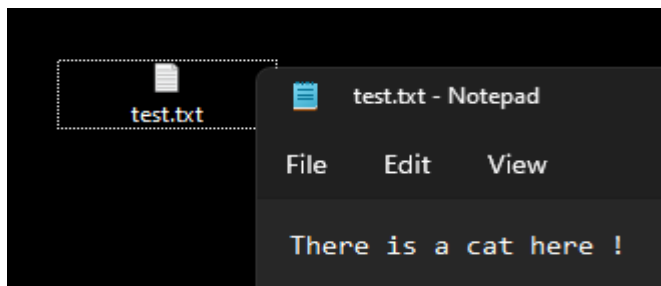 test.txt
test.txt - Notepad
File Edit View
There is a cat here !